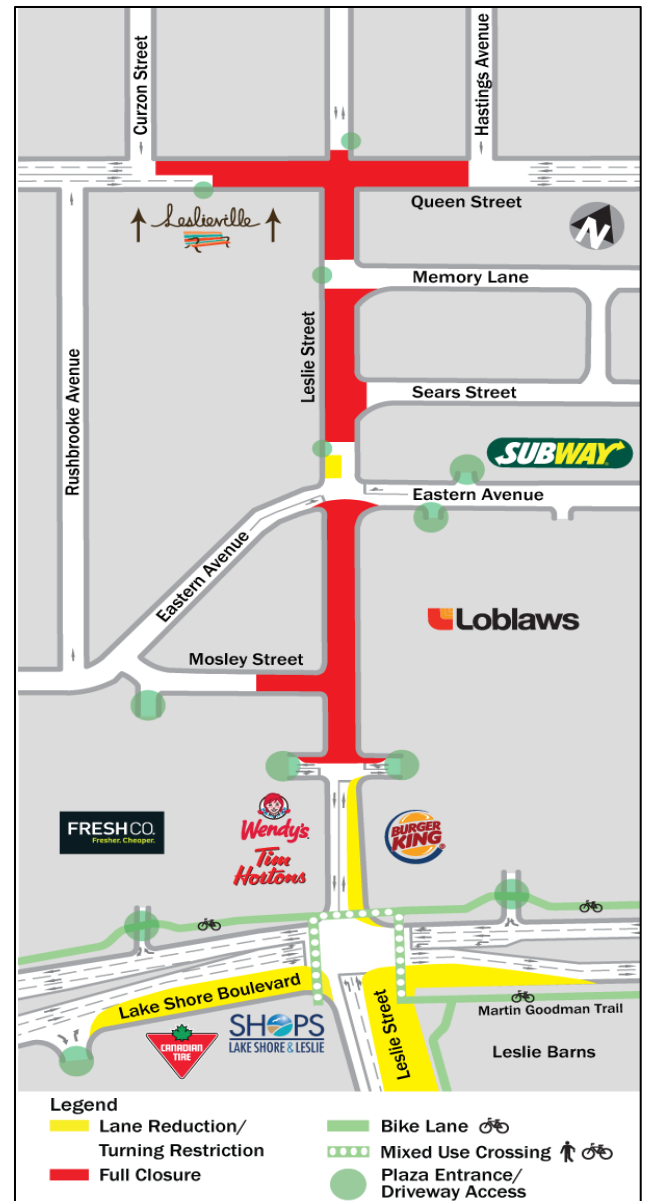 Curzon Street
Hastings Avenue
Leslieville
Queen Street
N
Memory Lane
Leslie Street
Rushbrooke Avenue
Sears Street
SUBWAY
Eastern Avenue
Eastern Avenue
Loblaws
Mosley Street
FRESHCO.
Fresher. Cheaper.
Wendy's
Tim
Hortons
BURGER
KING
Lake Shore Boulevard
Leslie Street
Martin Goodman Trail
CANADIAN
TIRE
SHOPS
LAKE SHORE & LESLIE
Leslie Barns
Legend
Lane Reduction/
Turning Restriction
Full Closure
Bike Lane
Mixed Use Crossing
Plaza Entrance/
Driveway Access